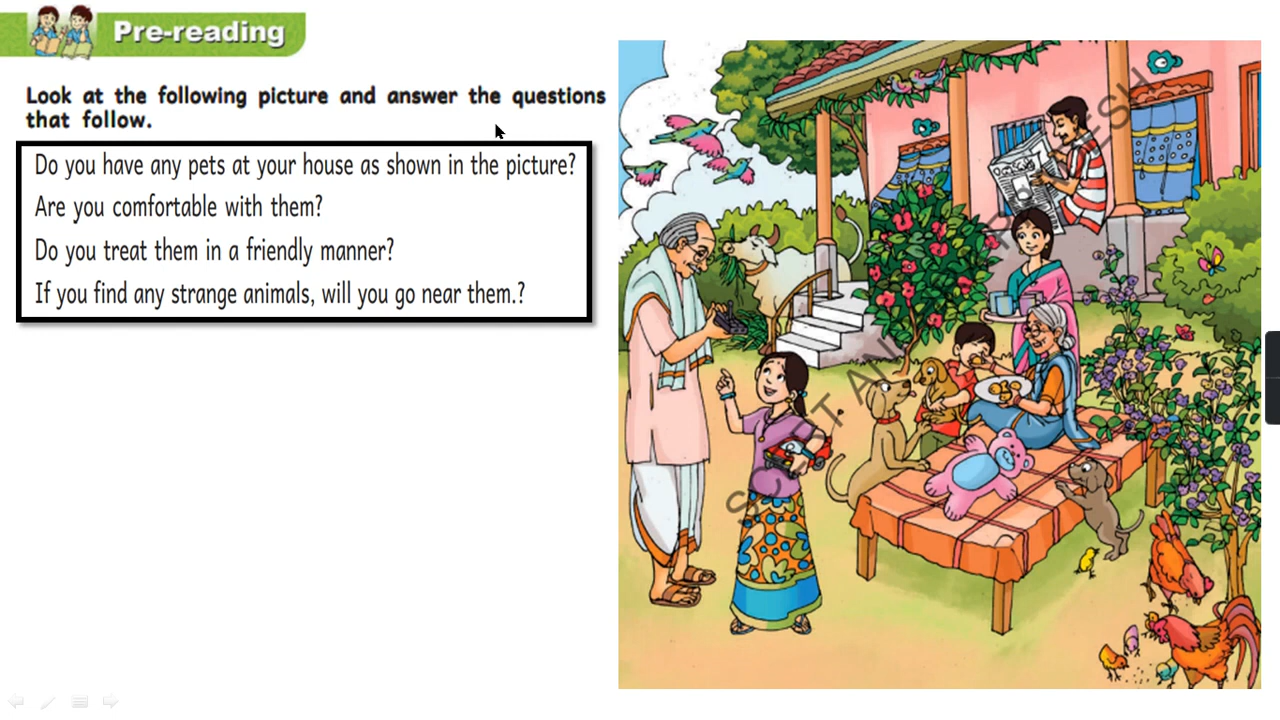 Pre-reading
Look at the following picture and answer the questions
that follow.
Do you have any pets at your house as shown in the picture?
Are you comfortable with them?
Do you treat them in a friendly manner?
If you find any strange animals, will you go near them.?